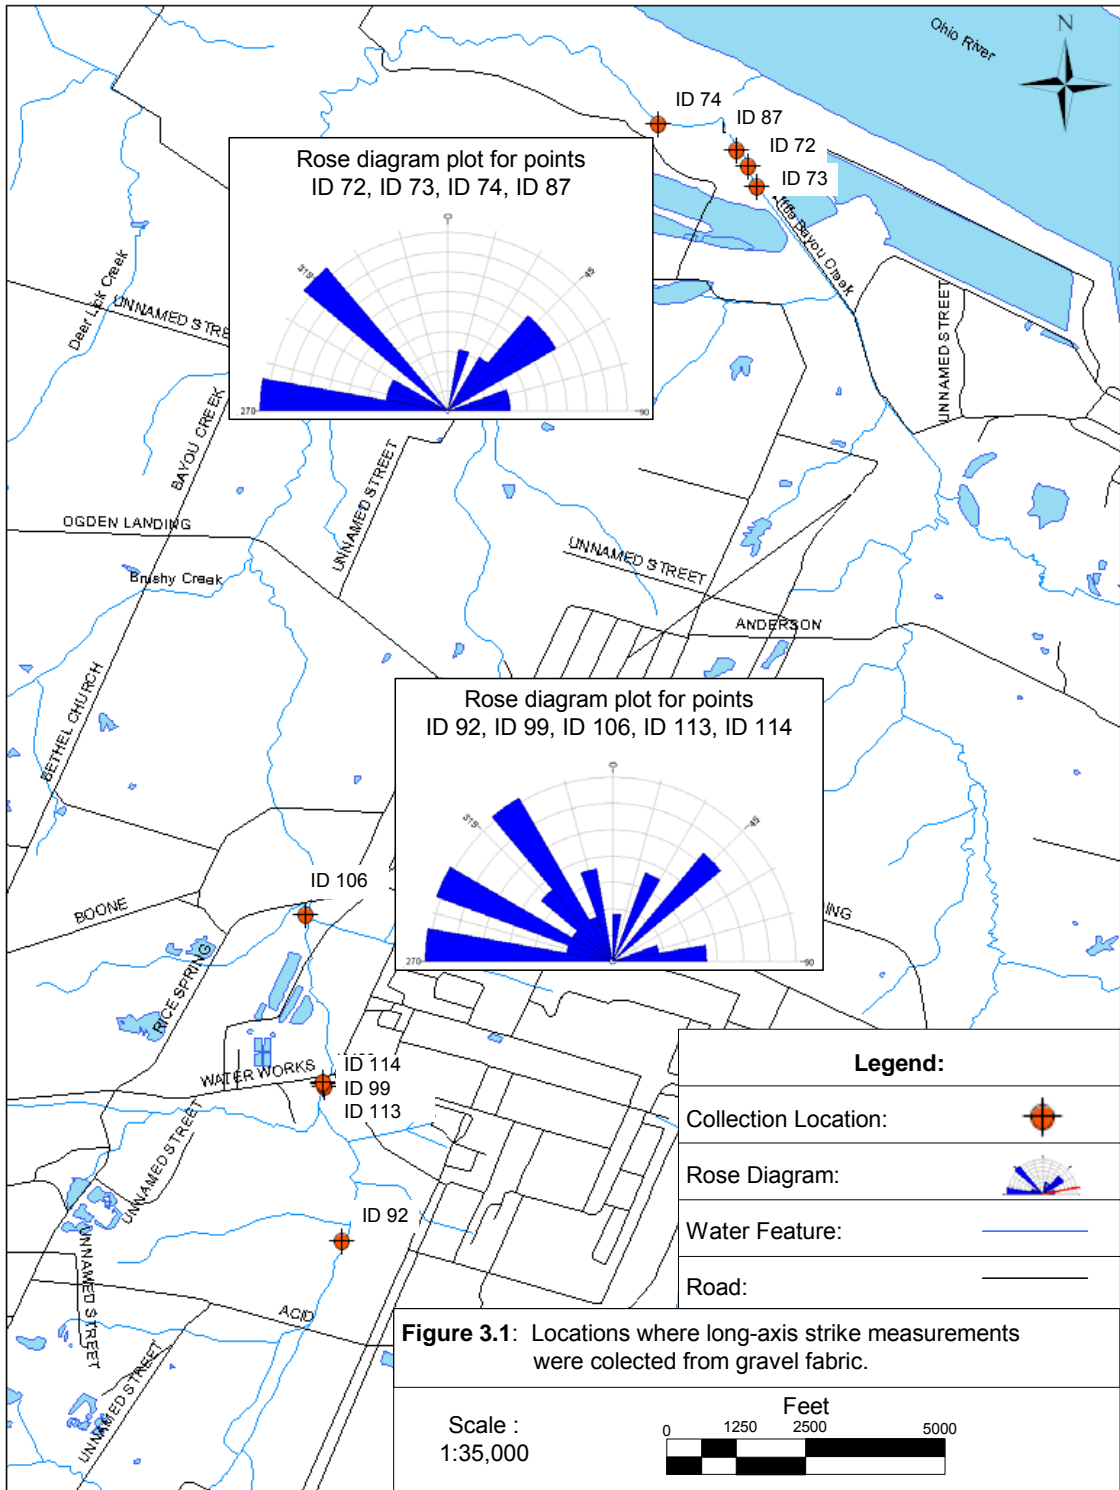 Ohio River
N
ID 74
ID 87
ID 72
ID 73
Rose diagram plot for points
ID 72, ID 73, ID 74, ID 87
0
315
45
270
90
Bayou Creek
Deer Lick Creek
UNNAMED STRE
UNNAMED STREET
BAYOU CREEK
UNNAMED STREET
OGDEN LANDING
UNNAMED STREET
Brushy Creek
ANDERSON
BETHEL CHURCH
Rose diagram plot for points
ID 92, ID 99, ID 106, ID 113, ID 114
0
315
45
270
90
ID 106
BOONE
ING
RICE SPRING
WATER WORKS
ID 114
ID 99
ID 113
UNNAMED STREET
ID 92
UNNAMED STREET
ACID
UNNAMED STREET
Legend:
Collection Location:
Rose Diagram:
Water Feature:
Road:
Figure 3.1: Locations where long-axis strike measurements
were colected from gravel fabric.
Scale :
1:35,000
Feet
0 1250 2500 5000